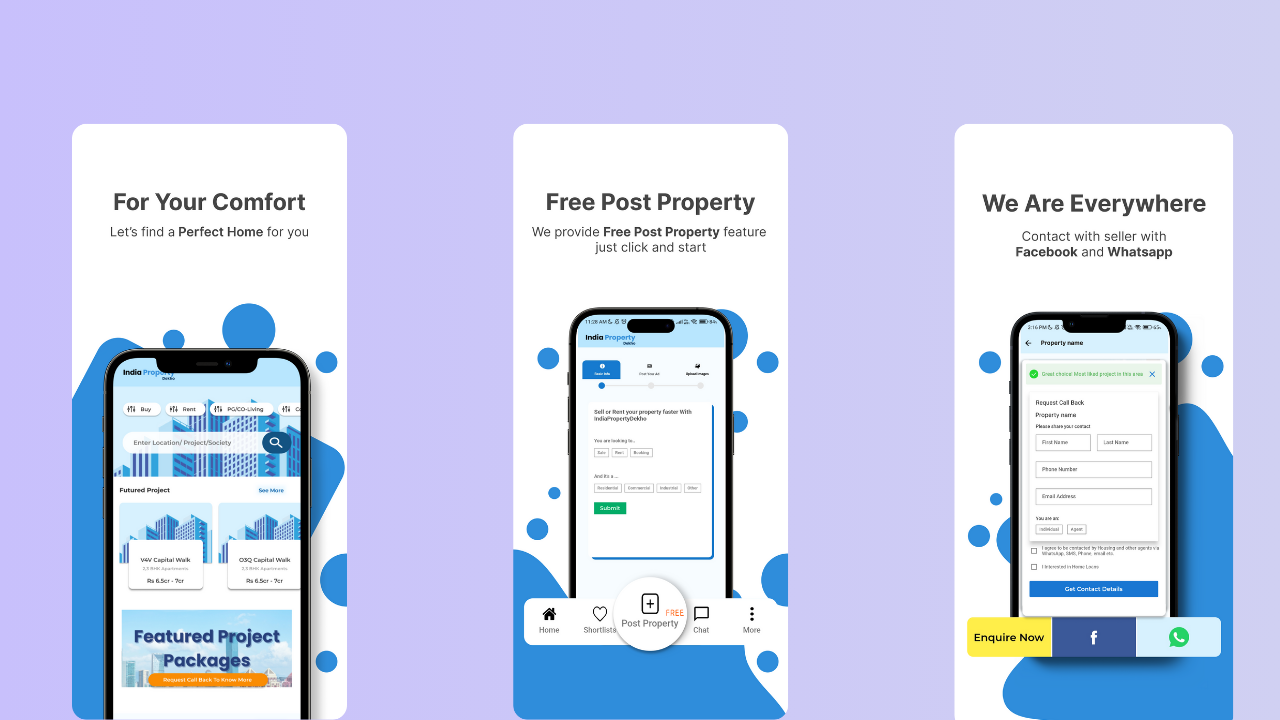 For Your Comfort
Let's find a Perfect Home for you
India Property
Dekho
Buy
Rent
PG/CO-Living
Enter Location/ Project/Society
Futured Project
See More
V4V Capital Walk
2,3 BHK Apartments
Rs 6.5cr - 7cr
O3Q Capital Walk
2,3 BHK Apartments
Rs 6.5cr - 7cr
Featured Project
Packages
Request Call Back To Know More
Free Post Property
We provide Free Post Property feature
just click and start
11:28 AM
India Property
Dekho
Basic Info
Upload Images
Sell or Rent your property faster With
IndiaPropertyDekho
You are looking to...
Sale
Rent
Booking
And its a ...
Residential
Commercial
Industrial
Other
Submit
Home
Shortlists
FREE
Post Property
Chat
More
We Are Everywhere
Contact with seller with
Facebook and Whatsapp
Property name
Great choice! Most liked project in this area
Request Call Back
Property name
Please share your contact
First Name
Last Name
Phone Number
Email Address
You are an:
Individual
Agent
I agree to be contacted by Housing and other agents via
WhatsApp, SMS, Phone, email etc
I Interested in Home Loans
Get Contact Details
Enquire Now
f